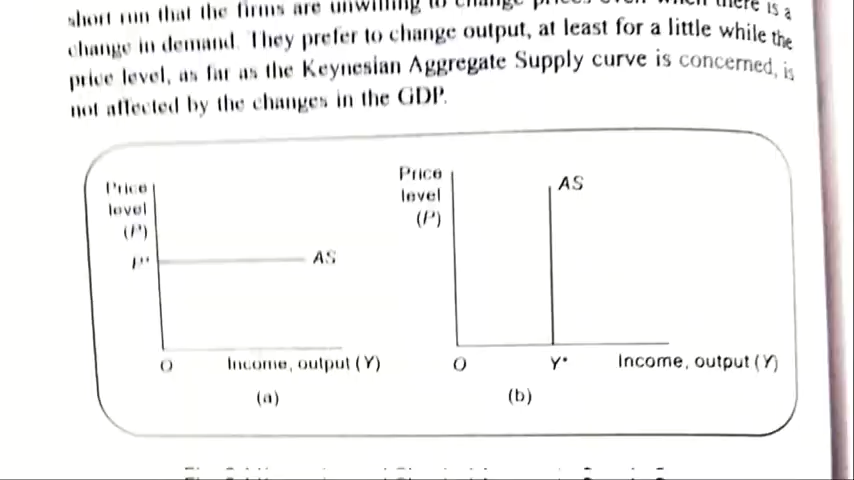 short run that the firms are unwilling to change prices even when there is a
change in demand. They prefer to change output, at least for a little while the
price level, as far as the Keynesian Aggregate Supply curve is concerned, is
not affected by the changes in the GDP.
Price
level
(P)
P*
AS
O
Income, output (Y)
(a)
Price
level
(P)
AS
O
Y*
Income, output (Y)
(b)